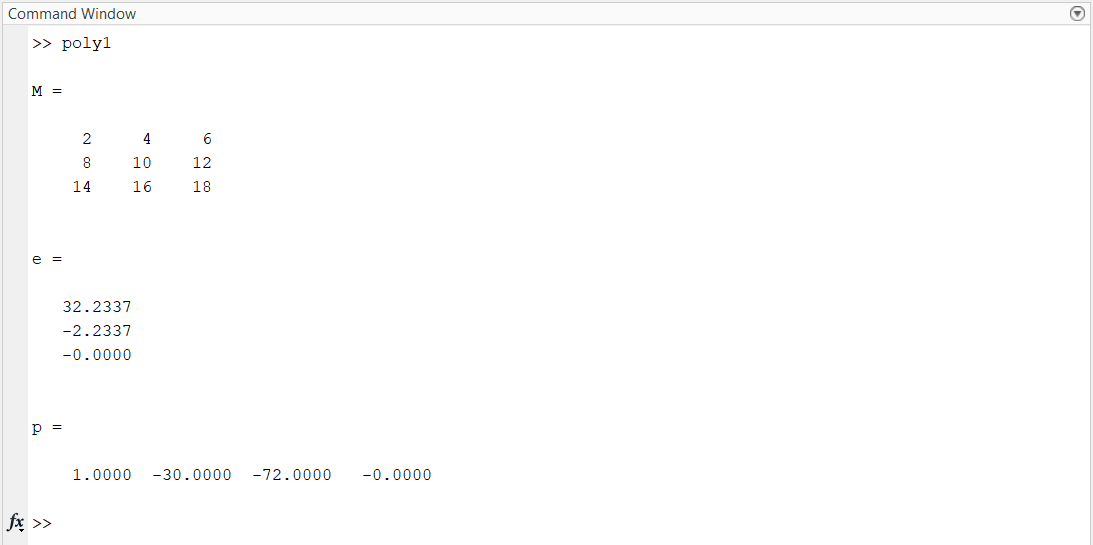 Command Window
>> poly1
M =
2 4 6
8 10 12
14 16 18
e =
32.2337
-2.2337
-0.0000
p =
1.0000 -30.0000 -72.0000 -0.0000
fx >>